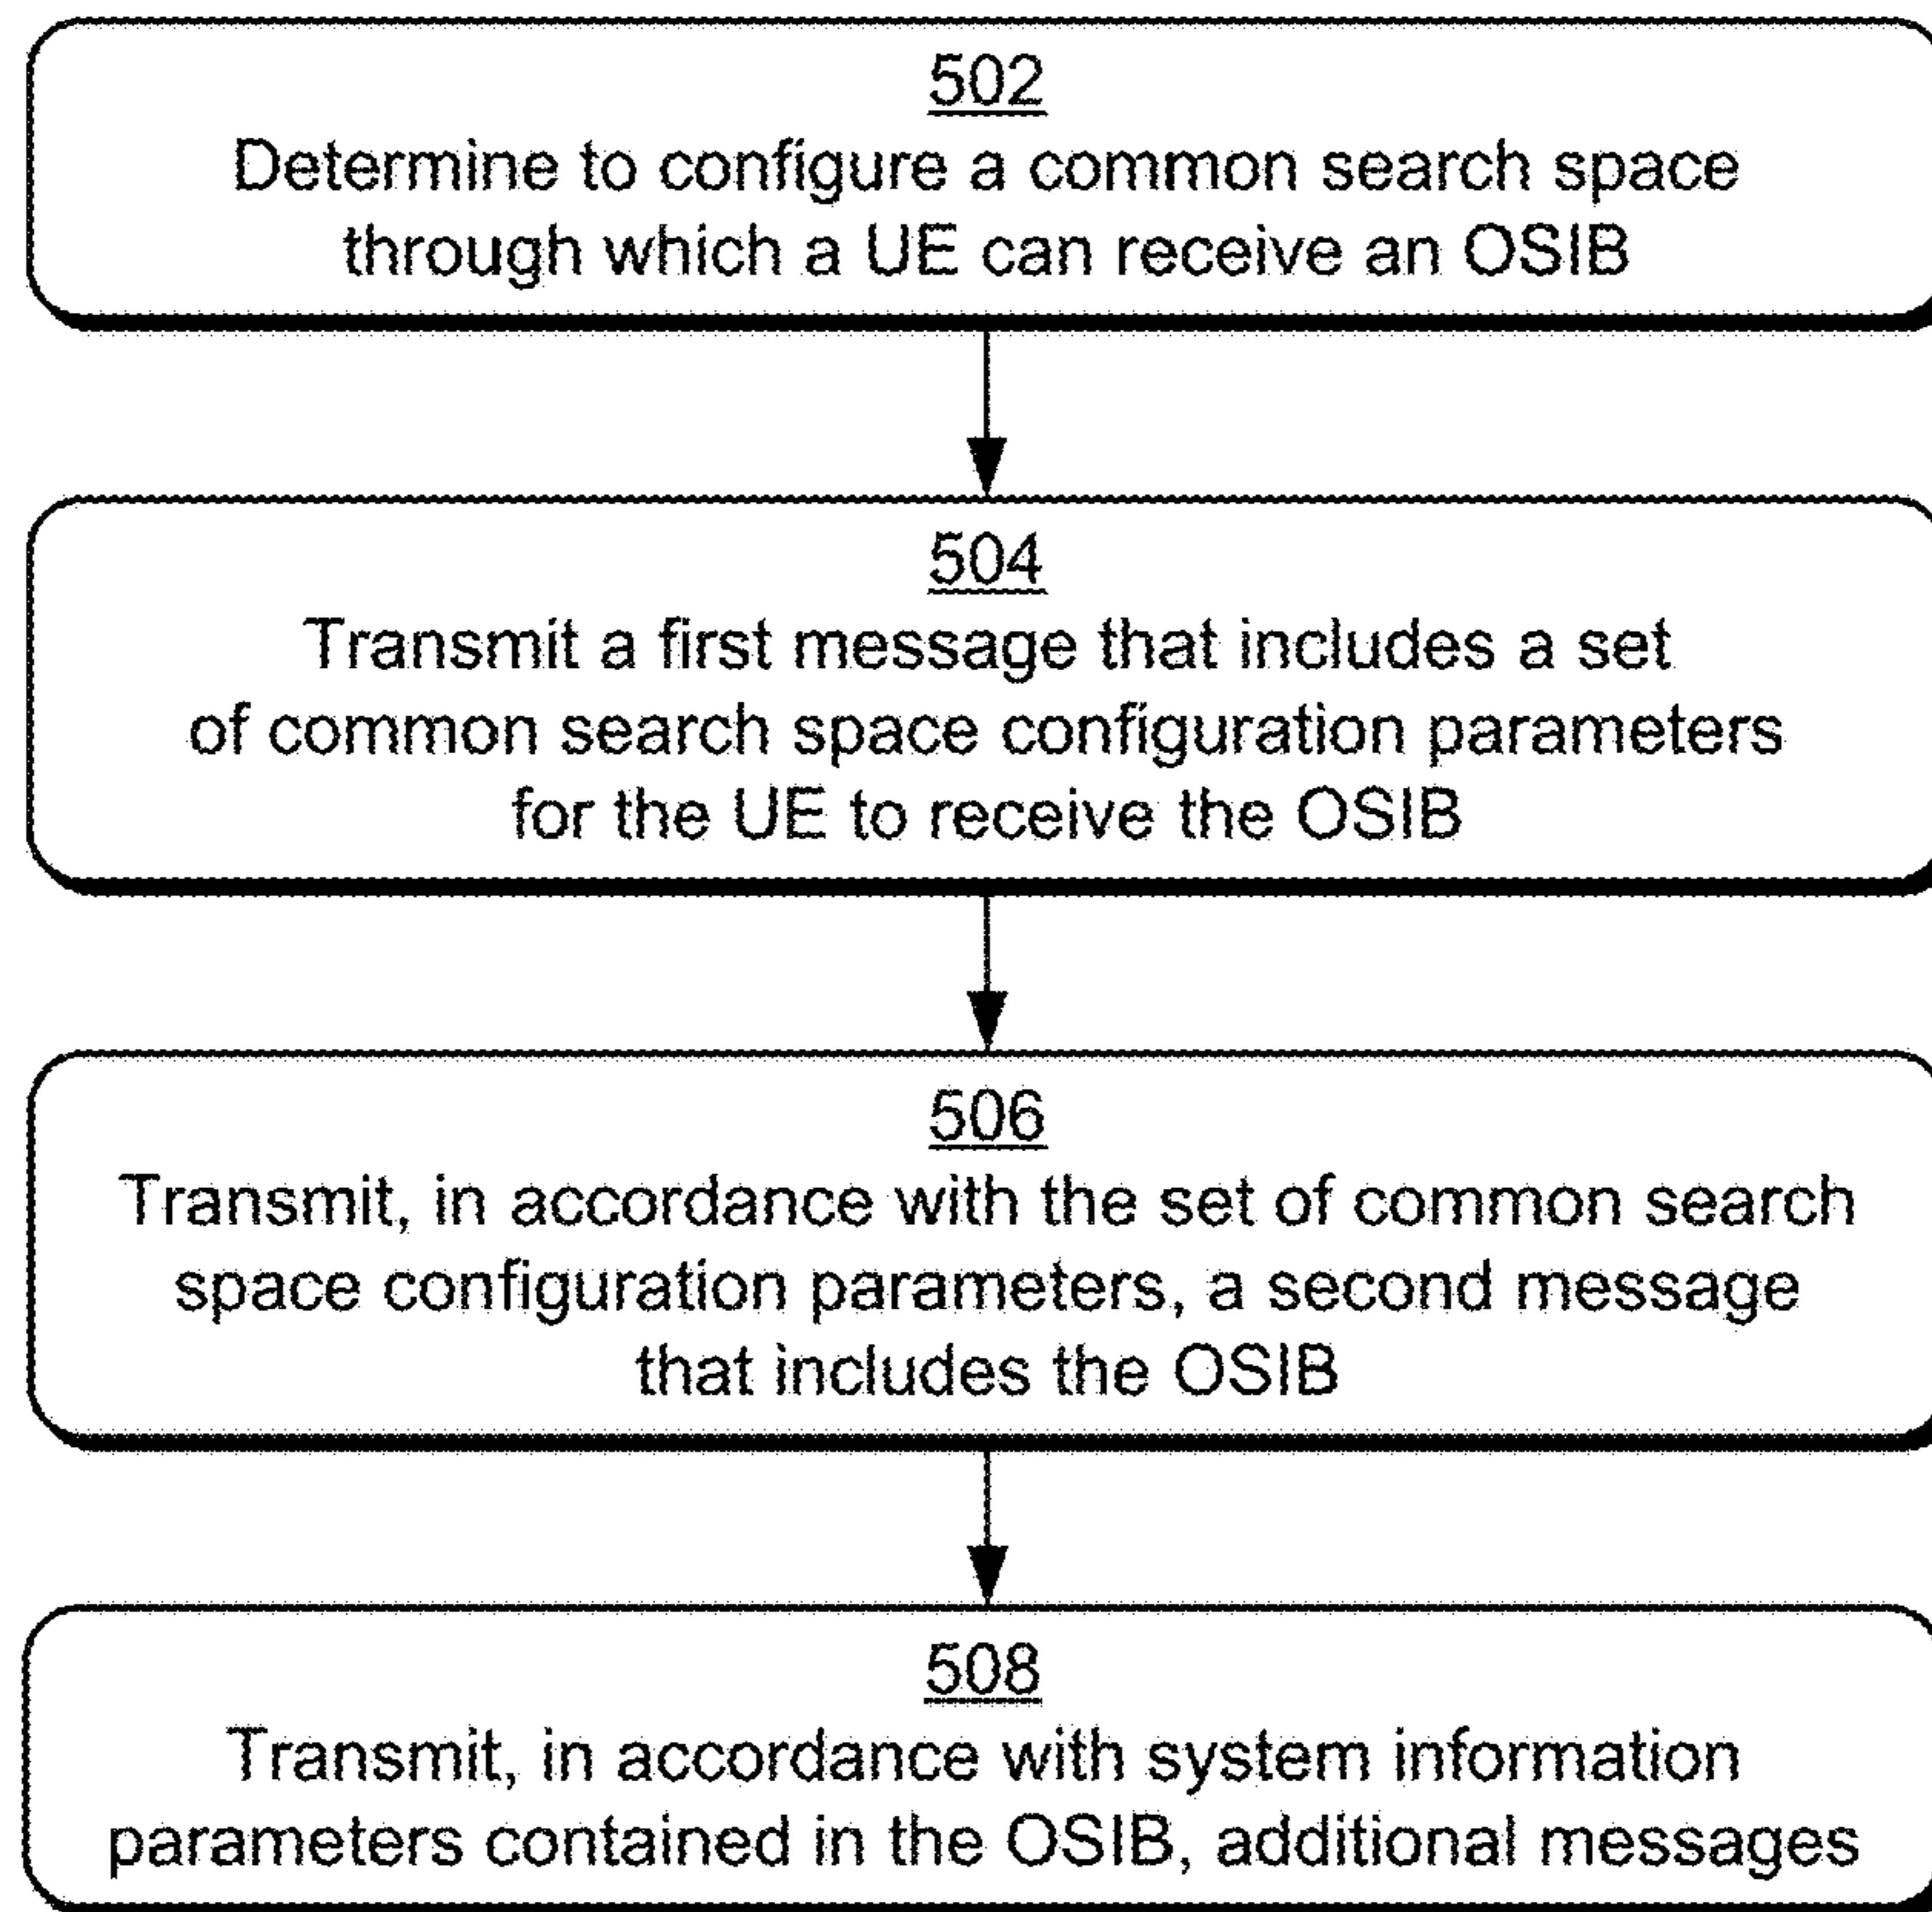 502
Determine to configure a common search space
through which a UE can receive an OSIB
504
Transmit a first message that includes a set
of common search space configuration parameters
for the UE to receive the OSIB
506
Transmit, in accordance with the set of common search
space configuration parameters, a second message
that includes the OSIB
508
Transmit, in accordance with system information
parameters contained in the OSIB, additional messages